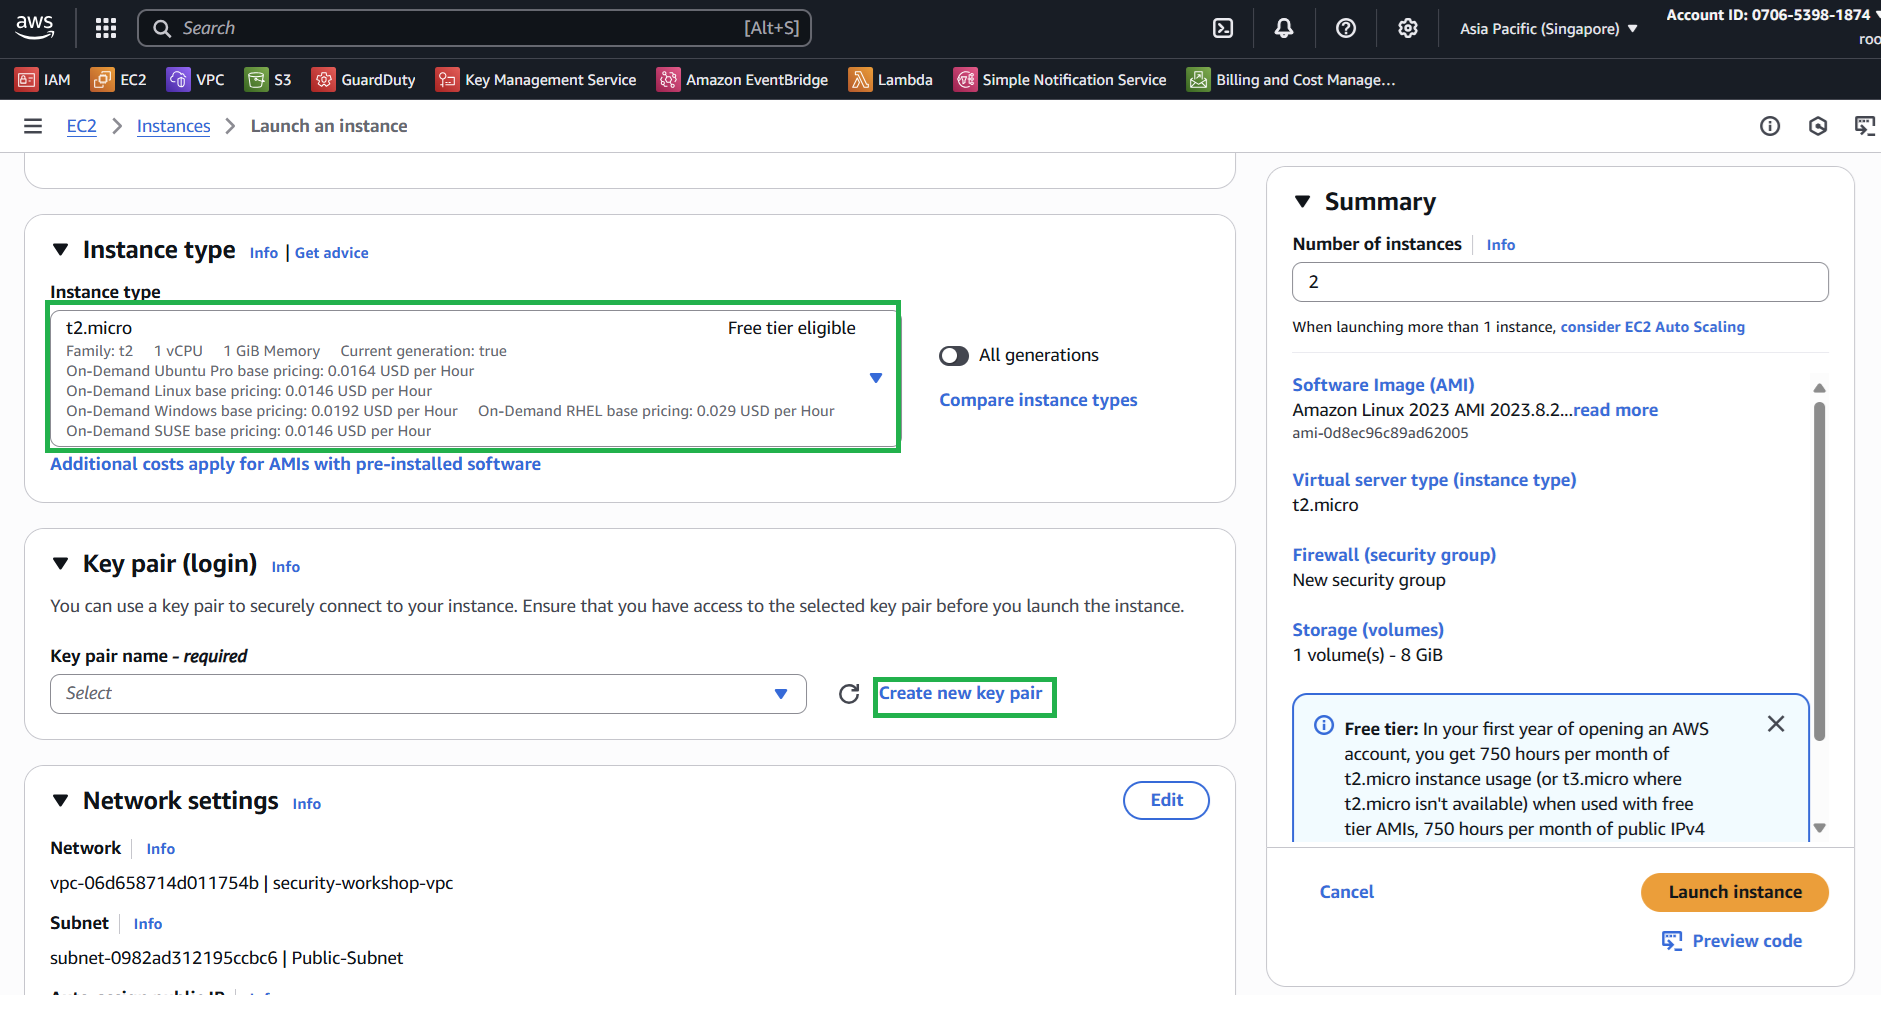 aws
Search [Alt+S]
Asia Pacific (Singapore)
Account ID: 0706-5398-1874
IAM EC2 VPC S3 GuardDuty Key Management Service Amazon EventBridge Lambda Simple Notification Service Billing and Cost Manage...
EC2 Instances Launch an instance
Instance type Info | Get advice
Instance type
t2.micro Free tier eligible
Family: t2 1 vCPU 1 GiB Memory Current generation: true
On-Demand Ubuntu Pro base pricing: 0.0164 USD per Hour
On-Demand Linux base pricing: 0.0146 USD per Hour
On-Demand Windows base pricing: 0.0192 USD per Hour On-Demand RHEL base pricing: 0.029 USD per Hour
On-Demand SUSE base pricing: 0.0146 USD per Hour
All generations
Compare instance types
Additional costs apply for AMIs with pre-installed software
Key pair (login) Info
You can use a key pair to securely connect to your instance. Ensure that you have access to the selected key pair before you launch the instance.
Key pair name - required
Select
Create new key pair
Network settings Info
Edit
Network Info
vpc-06d658714d011754b | security-workshop-vpc
Subnet Info
subnet-0982ad312195ccbc6 | Public-Subnet
Summary
Number of instances Info
2
When launching more than 1 instance, consider EC2 Auto Scaling
Software Image (AMI)
Amazon Linux 2023 AMI 2023.8.2...read more
ami-0d8ec96c89ad62005
Virtual server type (instance type)
t2.micro
Firewall (security group)
New security group
Storage (volumes)
1 volume(s) - 8 GiB
Free tier: In your first year of opening an AWS
account, you get 750 hours per month of
t2.micro instance usage (or t3.micro where
t2.micro isn't available) when used with free
tier AMIs, 750 hours per month of public IPv4
Cancel
Launch instance
Preview code